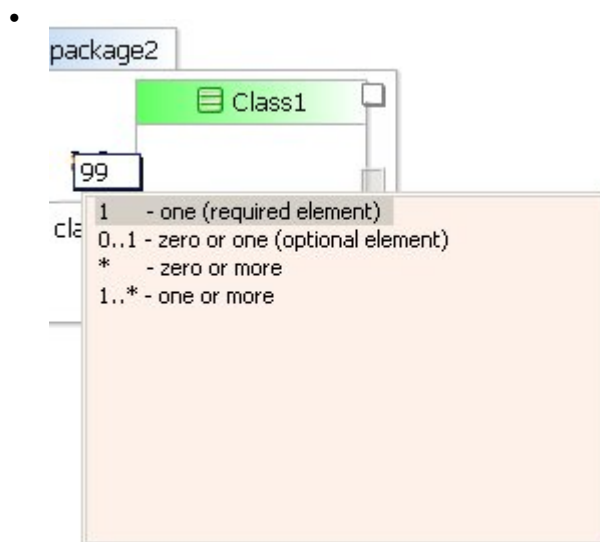 package2
Class1
99
cla
1 - one (required element)
0..1 - zero or one (optional element)
* - zero or more
1..* - one or more